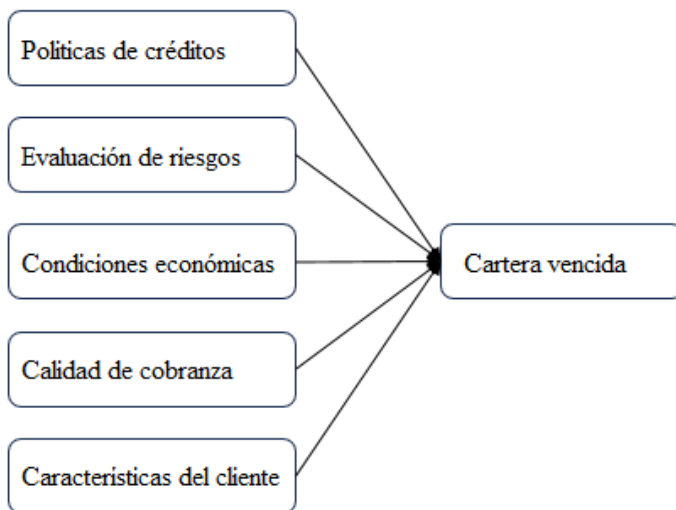 Politicas de créditos
Evaluación de riesgos
Condiciones económicas
Cartera vencida
Calidad de cobranza
Características del cliente